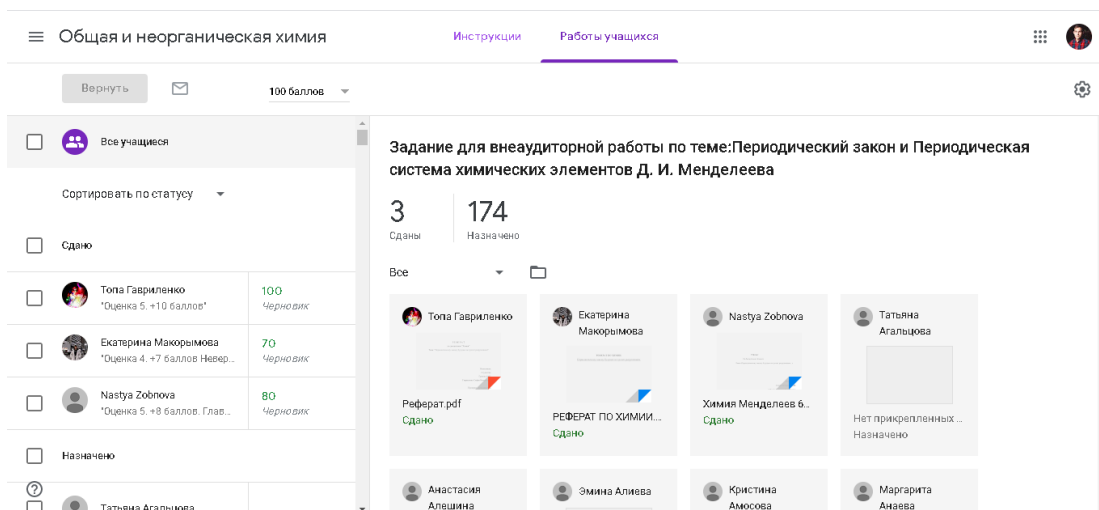 Общая и неорганическая химия
Инструкции
Работы учащихся
Вернуть
100 баллов
Все учащиеся
Сортировать по статусу
Сдано
Топа Гавриленко
100
"Оценка 5. +10 баллов"
Черновик
Екатерина Макорымова
70
"Оценка 4. +7 баллов Невер...
Черновик
Nastya Zobnova
80
"Оценка 5. +8 баллов. Глав...
Черновик
Назначено
Татьяна Агальцова
Задание для внеаудиторной работы по теме:Периодический закон и Периодическая
система химических элементов Д. И. Менделеева
3
174
Сданы
Назначено
Все
Топа Гавриленко
Реферат.pdf
Сдано
Екатерина
Макорымова
РЕФЕРАТ ПО ХИМИИ....
Сдано
Nastya Zobnova
Химия Менделеев 6...
Сдано
Татьяна
Агальцова
Нет прикрепленных ...
Назначено
Анастасия
Алешина
Эмина Алиева
Кристина
Амосова
Маргарита
Анаева